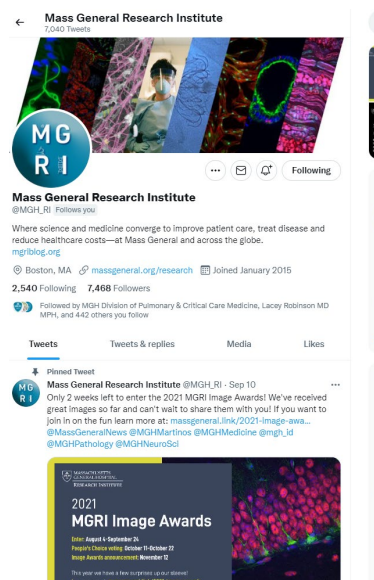 Mass General Research Institute
7,040 Tweets
MG
RI
Following
Mass General Research Institute
@MGH_RI Follows you
Where science and medicine converge to improve patient care, treat disease and
reduce healthcare costs—at Mass General and across the globe.
mgriblog.org
Boston, MA massgeneral.org/research Joined January 2015
2,540 Following 7,468 Followers
Followed by MGH Division of Pulmonary & Critical Care Medicine, Lacey Robinson MD
MPH, and 442 others you follow
Tweets Tweets & replies Media Likes
Pinned Tweet
MG
RI
Mass General Research Institute @MGH_RI · Sep 10
Only 2 weeks left to enter the 2021 MGRI Image Awards! We've received
great images so far and can't wait to share them with you! If you want to
join in on the fun learn more at: massgeneral.link/2021-image-awa...
@MassGeneralNews @MGHMartinos @MGHMedicine @mgh_id
@MGHPathology @MGHNeuroSci
MASSACHUSETTS
GENERAL HOSPITAL
RESEARCH INSTITUTE
2021
MGRI Image Awards
Enter: August 4-September 24
People's Choice voting: October 11-October 22
Image Awards announcement: November 12
This year we have a few surprises up our sleeve!